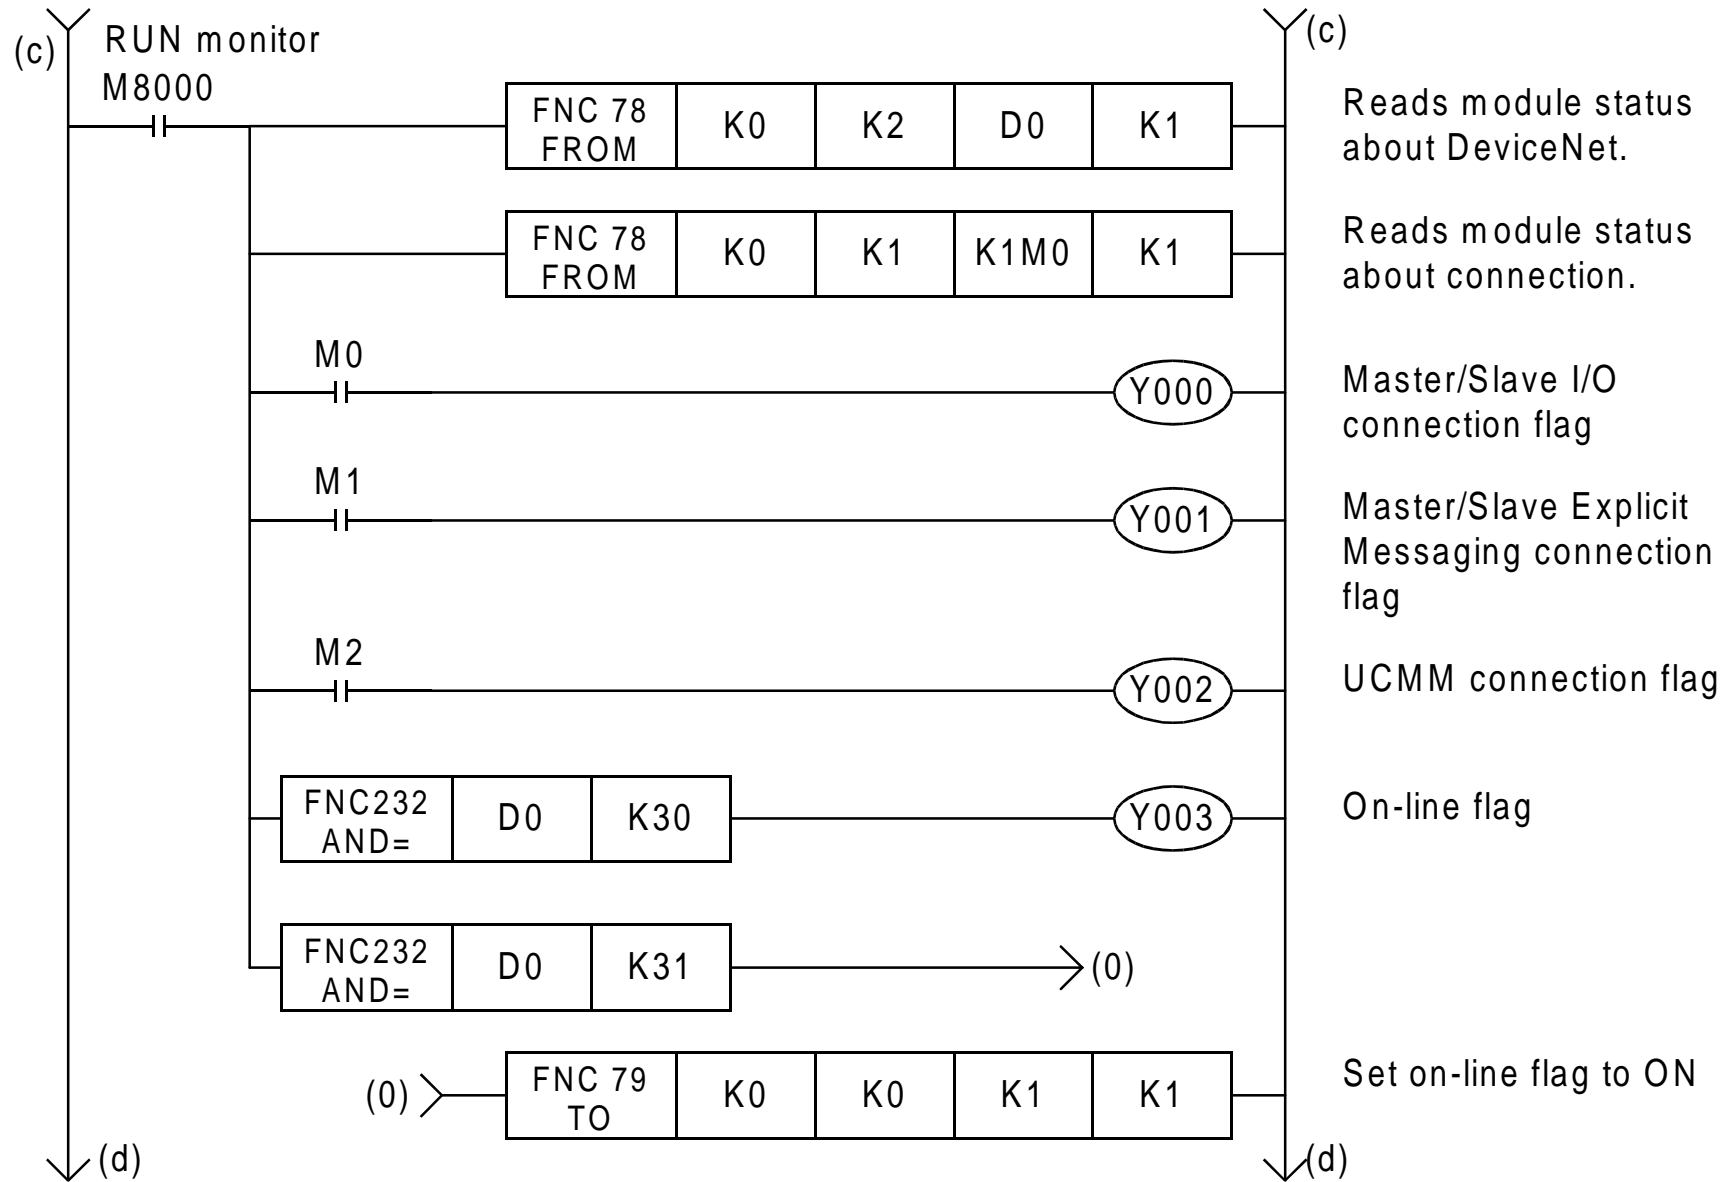 (c)
RUN monitor
M8000
(c)
FNC 78
FROM
K0
K2
D0
K1
Reads module status
about DeviceNet.
FNC 78
FROM
K0
K1
K1M0
K1
Reads module status
about connection.
M0
Y000
Master/Slave I/O
connection flag
M1
Y001
Master/Slave Explicit
Messaging connection
flag
M2
Y002
UCMM connection flag
FNC232
AND=
D0
K30
Y003
On-line flag
FNC232
AND=
D0
K31
(0)
(0)
FNC 79
TO
K0
K0
K1
K1
Set on-line flag to ON
(d)
(d)